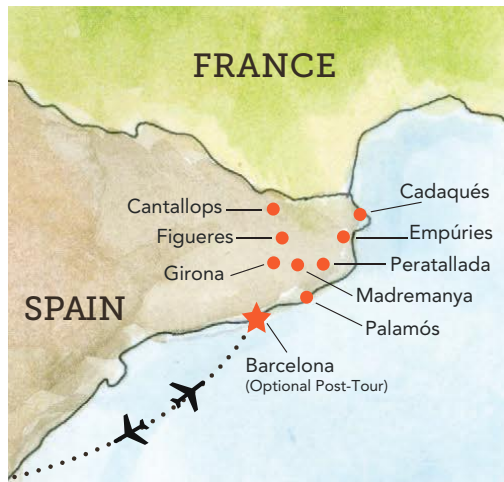 FRANCE
Cantallops
Cadaqués
Figueres
Empúries
Girona
Peratallada
Madremanya
SPAIN
Palamós
Barcelona
(Optional Post-Tour)